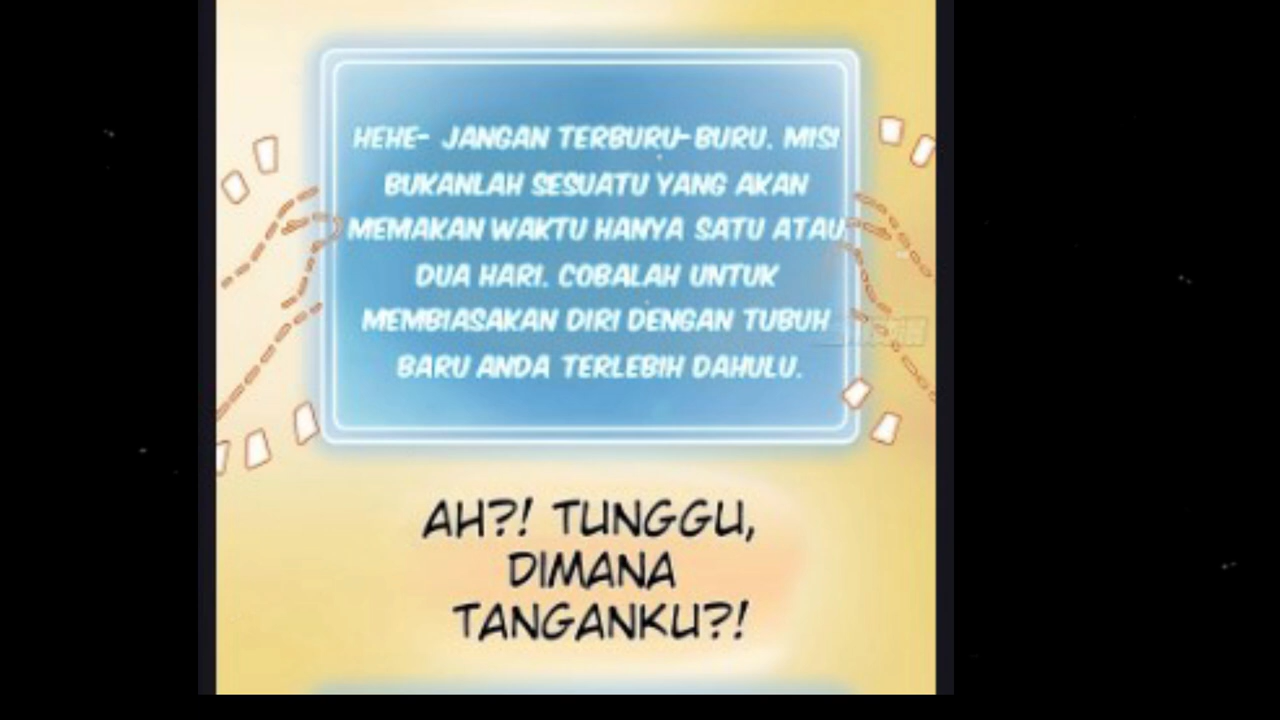 HEHE- JANGAN TERBURU-BURU. MISI
BUKANLAH SESUATU YANG AKAN
MEMAKAN WAKTU HANYA SATU ATAU
DUA HARI. COBALAH UNTUK
MEMBIASAKAN DIRI DENGAN TUBUH
BARU ANDA TERLEBIH DAHULU.
AH?! TUNGGU,
DIMANA
TANGANKU?!